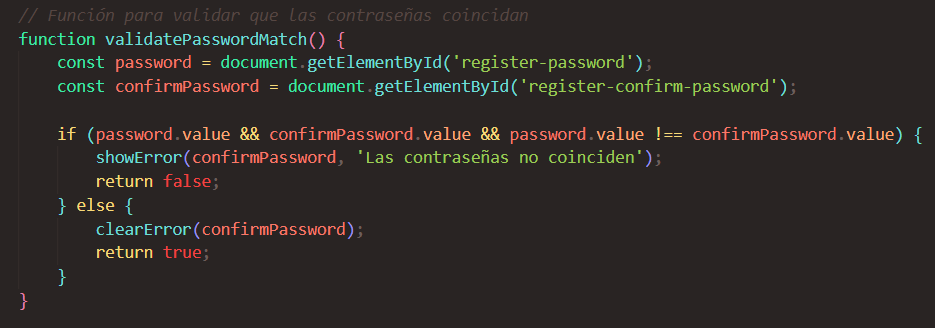 // Función para validar que las contraseñas coincidan
function validatePasswordMatch() {
    const password = document.getElementById('register-password');
    const confirmPassword = document.getElementById('register-confirm-password');

    if (password.value && confirmPassword.value && password.value !== confirmPassword.value) {
        showError(confirmPassword, 'Las contraseñas no coinciden');
        return false;
    } else {
        clearError(confirmPassword);
        return true;
    }
}